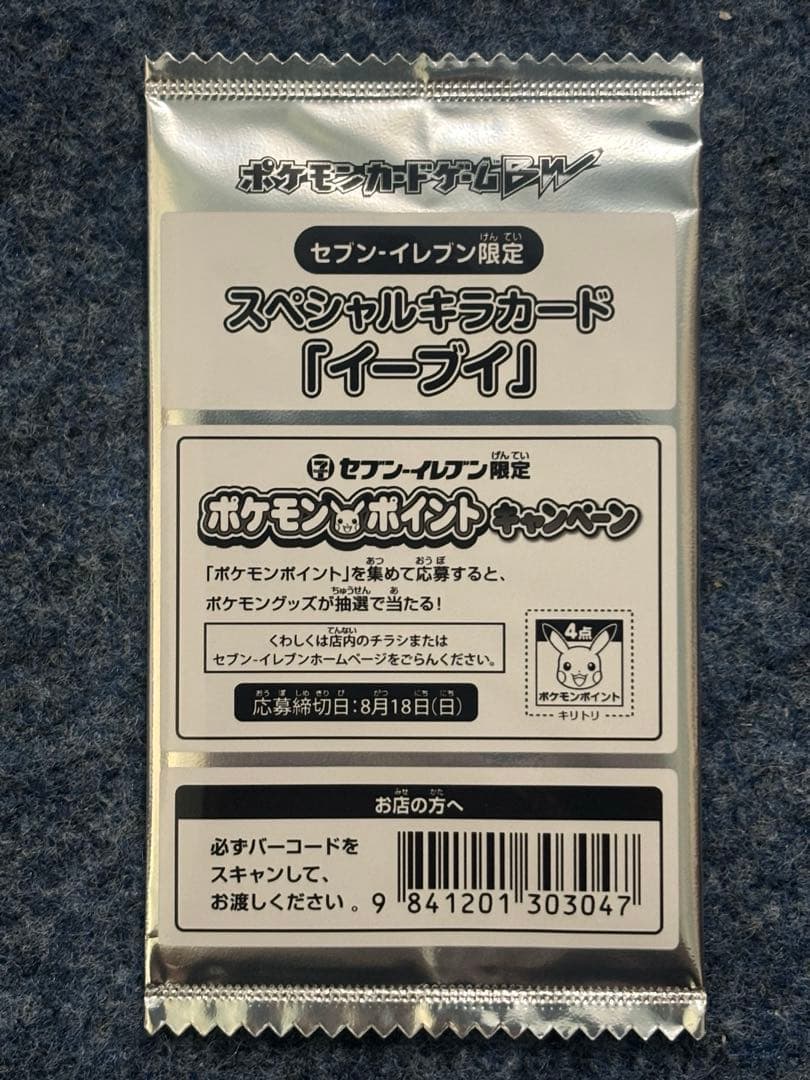 ポケモンカードゲームBW
セブン-イレブン限定
スペシャルキラカード
「イーブイ」
セブン-イレブン限定
ポケモンポイントキャンペーン
「ポケモンポイント」を集めて応募すると、
ポケモングッズが抽選で当たる!
くわしくは店内のチラシまたは
セブン-イレブンホームページをごらんください。
応募締切日:8月18日(日)
4点
ポケモンポイント
キリトリ
お店の方へ
必ずバーコードを
スキャンして、
お渡しください。
9 841201 303047